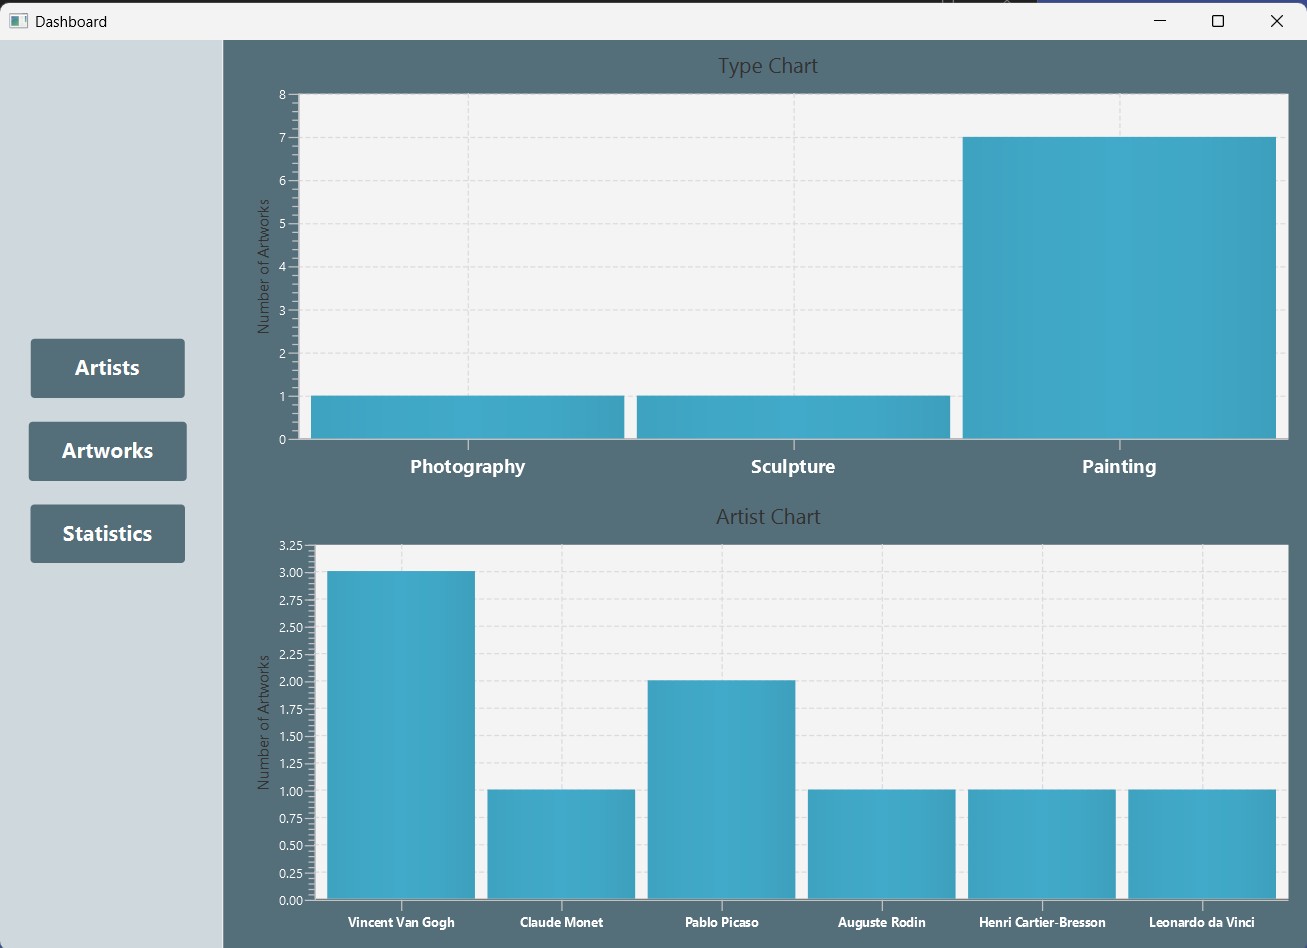 Dashboard
Artists
Artworks
Statistics
Type Chart
Number of Artworks
8
7
6
5
4
3
2
1
0
Photography Sculpture Painting
Artist Chart
Number of Artworks
3.25
3.00
2.75
2.50
2.25
2.00
1.75
1.50
1.25
1.00
0.75
0.50
0.25
0.00
Vincent Van Gogh Claude Monet Pablo Picaso Auguste Rodin Henri Cartier-Bresson Leonardo da Vinci